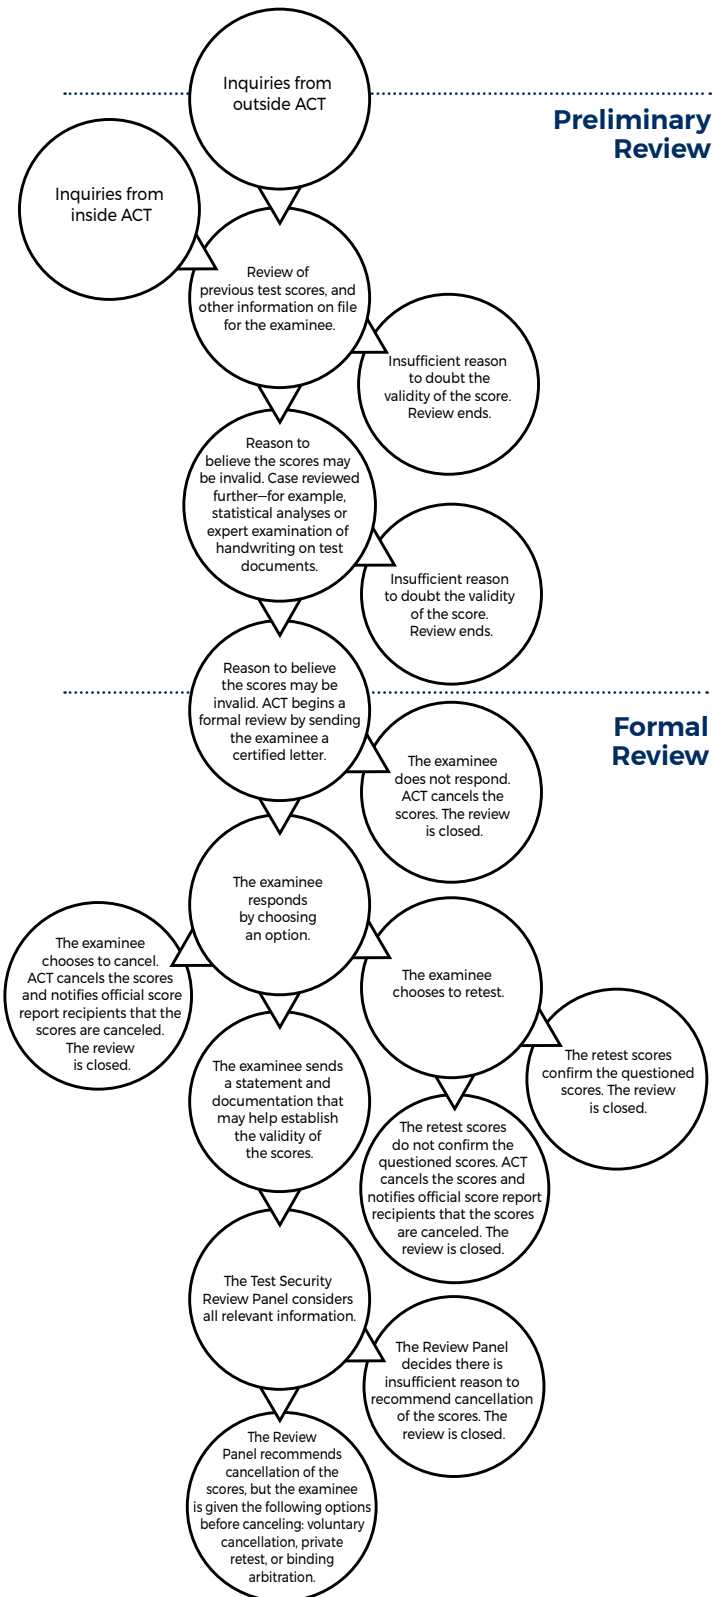 Inquiries from
outside ACT
Preliminary
Review
Inquiries from
inside ACT
Review of
previous test scores, and
other information on file
for the examinee.
Insufficient reason
to doubt the
validity of the score.
Review ends.
Reason to
believe the scores may
be invalid. Case reviewed
further—for example,
statistical analyses or
expert examination of
handwriting on test
documents.
Insufficient reason
to doubt the validity
of the score.
Review ends.
Reason to believe
the scores may be
invalid. ACT begins a
formal review by sending
the examinee a
certified letter.
Formal
Review
The examinee
does not respond.
ACT cancels the
scores. The review
is closed.
The examinee
responds
by choosing
an option.
The examinee
chooses to cancel.
ACT cancels the scores
and notifies official score
report recipients that the
scores are canceled.
The review
is closed.
The examinee
chooses to retest.
The retest scores
confirm the questioned
scores. The review
is closed.
The examinee sends
a statement and
documentation that
may help establish
the validity of
the scores.
The retest scores
do not confirm the
questioned scores. ACT
cancels the scores and
notifies official score report
recipients that the scores
are canceled. The
review is closed.
The Test Security
Review Panel considers
all relevant information.
The Review Panel
decides there is
insufficient reason to
recommend cancellation
of the scores. The
review is closed.
The Review
Panel recommends
cancellation of the
scores, but the examinee
is given the following options
before canceling: voluntary
cancellation, private
retest, or binding
arbitration.